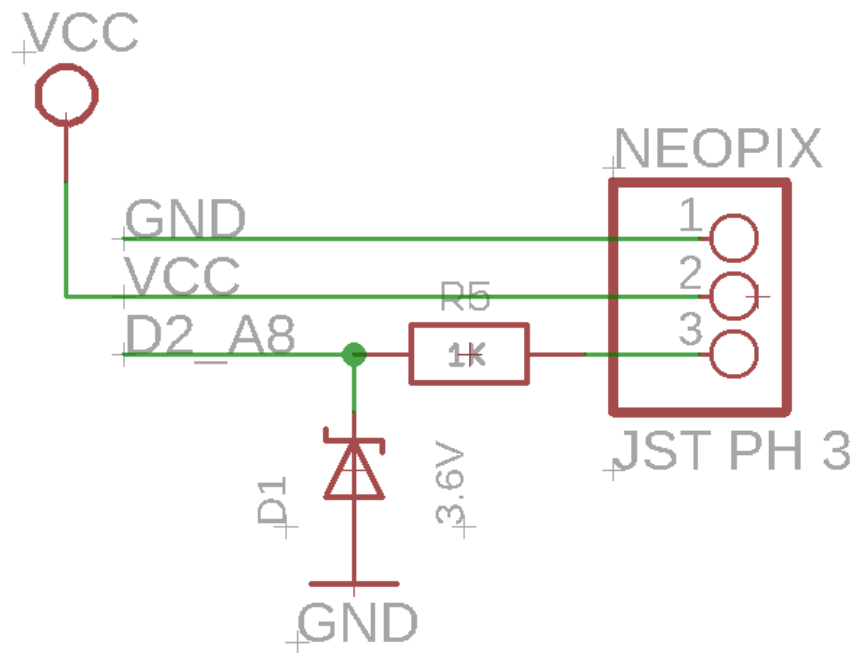 VCC
NEOPIX
GND
1
VCC
2
R5
D2_A8
3
1K
JST PH 3
D1
3.6V
GND